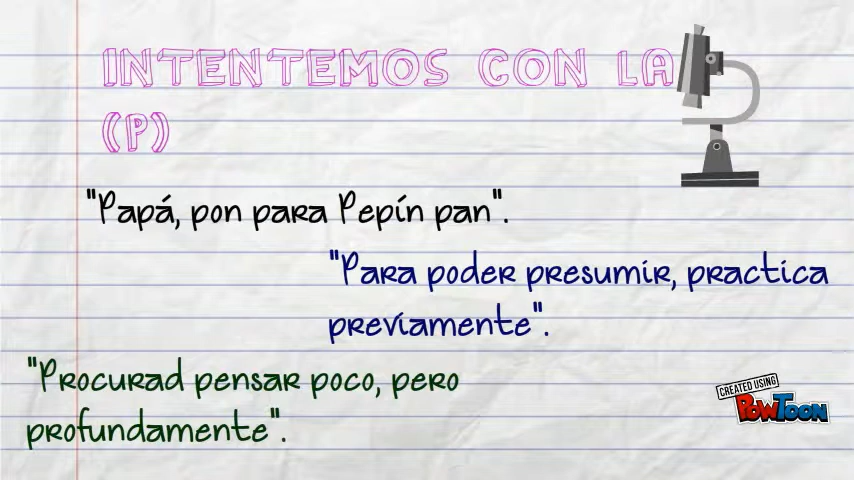 INTENTEMOS CON LA
(P)
"Papá, pon para Pepín pan".
"Para poder presumir, practica
previamente".
"Procurad pensar poco, pero
profundamente".
CREATED USING
POWTOON